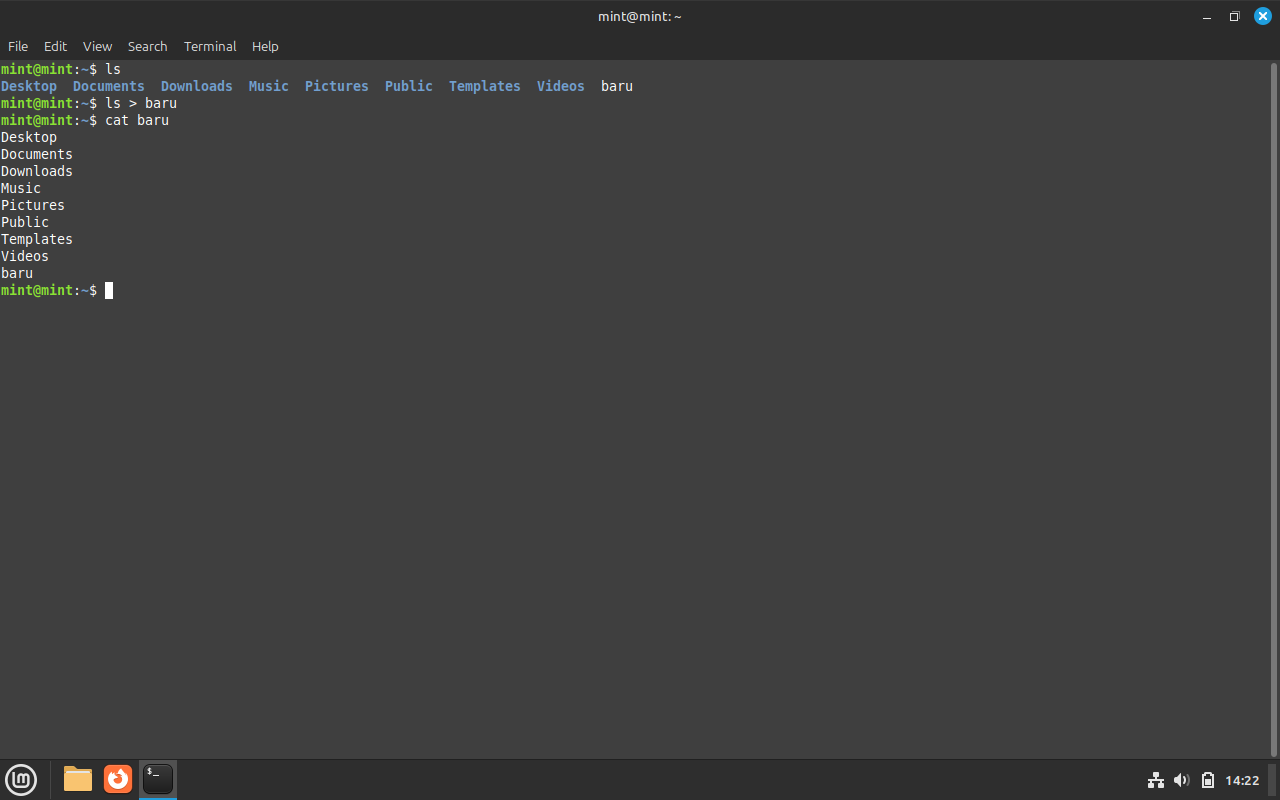 mint@mint: ~
File Edit View Search Terminal Help
mint@mint:~$ ls
Desktop Documents Downloads Music Pictures Public Templates Videos baru
mint@mint:~$ ls > baru
mint@mint:~$ cat baru
Desktop
Documents
Downloads
Music
Pictures
Public
Templates
Videos
baru
mint@mint:~$
$_
14:22